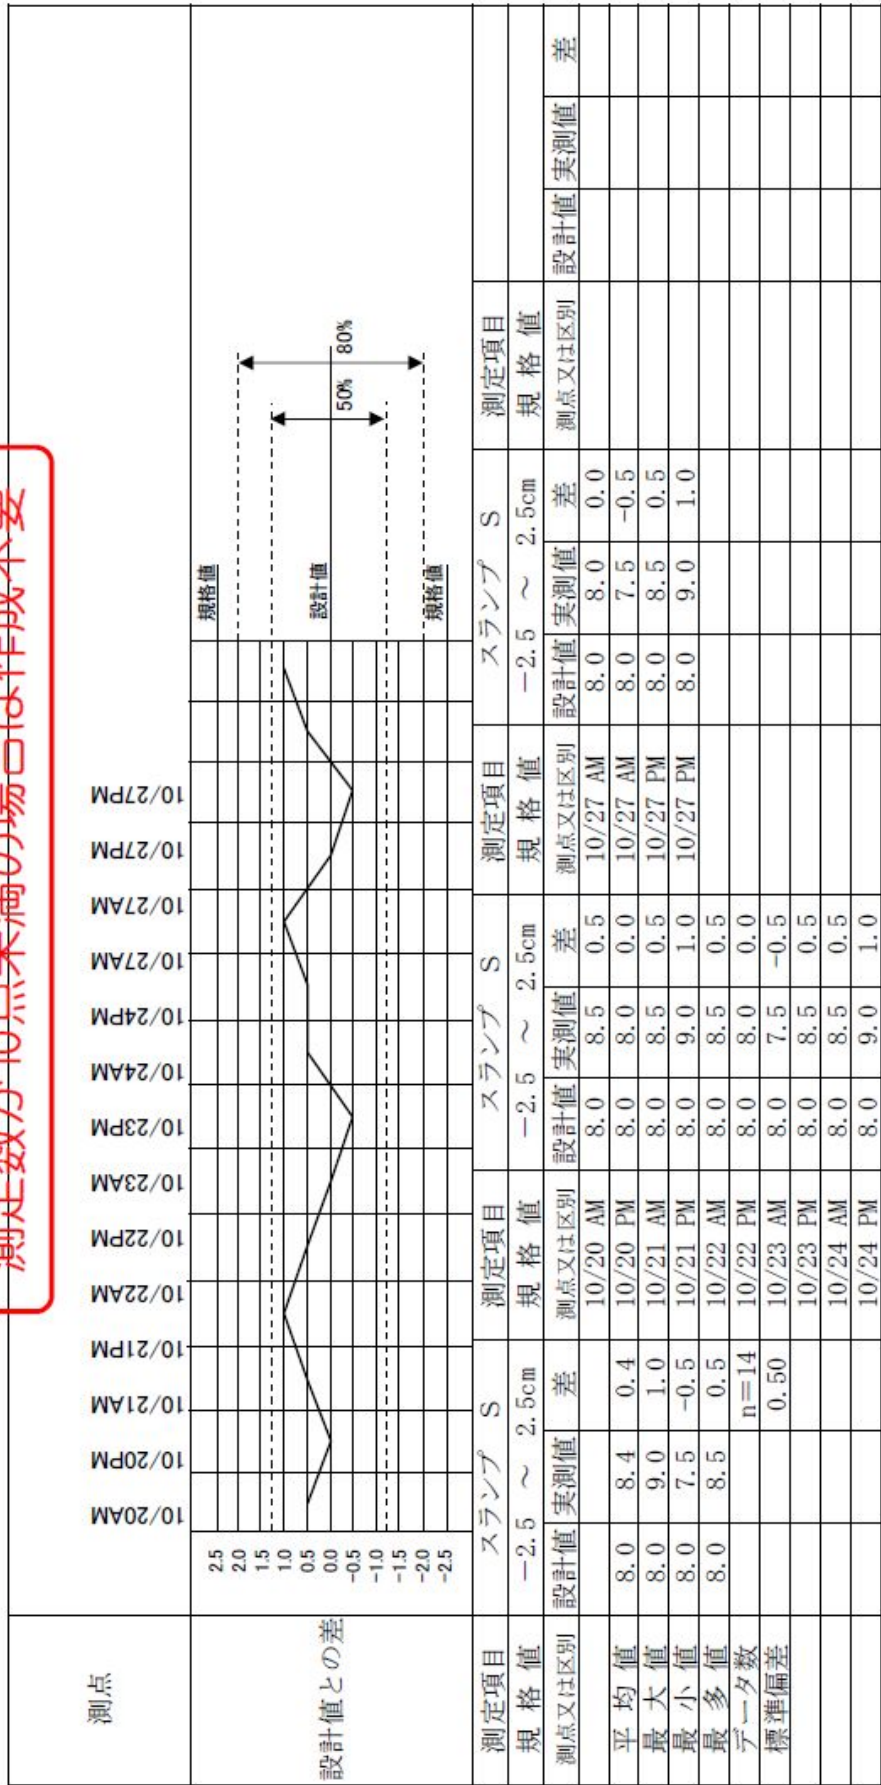 測定数が10点未満の場合は作成不要
測点
10/20AM 10/20PM 10/21AM 10/21PM 10/22AM 10/22PM 10/23AM 10/23PM 10/24AM 10/24PM 10/27AM 10/27AM 10/27PM 10/27PM
設計値との差
2.5
2.0
1.5
1.0
0.5
0.0
-0.5
-1.0
-1.5
-2.0
-2.5
規格値
設計値
規格値
50%
80%
測定項目 スランプ S 測定項目 スランプ S 測定項目 スランプ S 測定項目
規格値 -2.5 ~ 2.5cm 規格値 -2.5 ~ 2.5cm 規格値 -2.5 ~ 2.5cm 規格値
測点又は区別 設計値 実測値 差 測点又は区別 設計値 実測値 差 測点又は区別 設計値 実測値 差 測点又は区別 設計値 実測値 差
10/20 AM 8.0 8.5 0.5 10/27 AM 8.0 8.0 0.0
平均値 8.0 8.4 0.4 10/20 PM 8.0 8.0 0.0 10/27 AM 8.0 7.5 -0.5
最大値 8.0 9.0 1.0 10/21 AM 8.0 8.5 0.5 10/27 PM 8.0 8.5 0.5
最小値 8.0 7.5 -0.5 10/21 PM 8.0 9.0 1.0 10/27 PM 8.0 9.0 1.0
最多値 8.0 8.5 0.5 10/22 AM 8.0 8.5 0.5
データ数 n=14 10/22 PM 8.0 8.0 0.0
標準偏差 0.50 10/23 AM 8.0 7.5 -0.5
10/23 PM 8.0 8.5 0.5
10/24 AM 8.0 8.5 0.5
10/24 PM 8.0 9.0 1.0